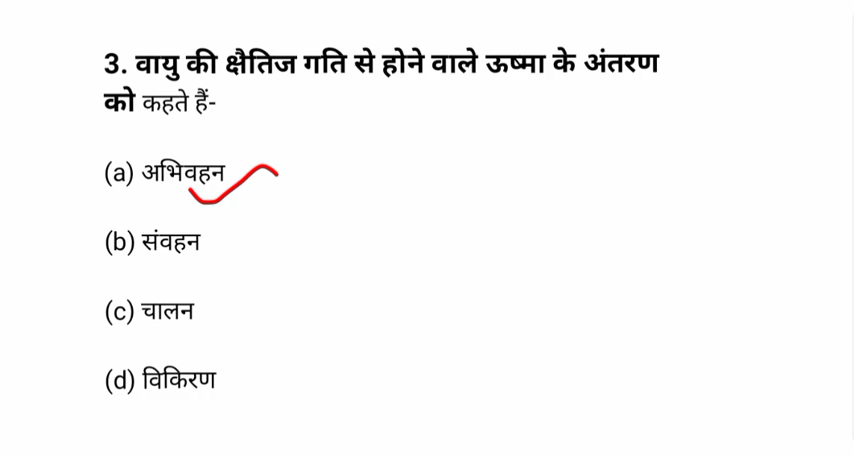 3. वायु की क्षैतिज गति से होने वाले ऊष्मा के अंतरण
को कहते हैं-
(a) अभिवहन
(b) संवहन
(c) चालन
(d) विकिरण